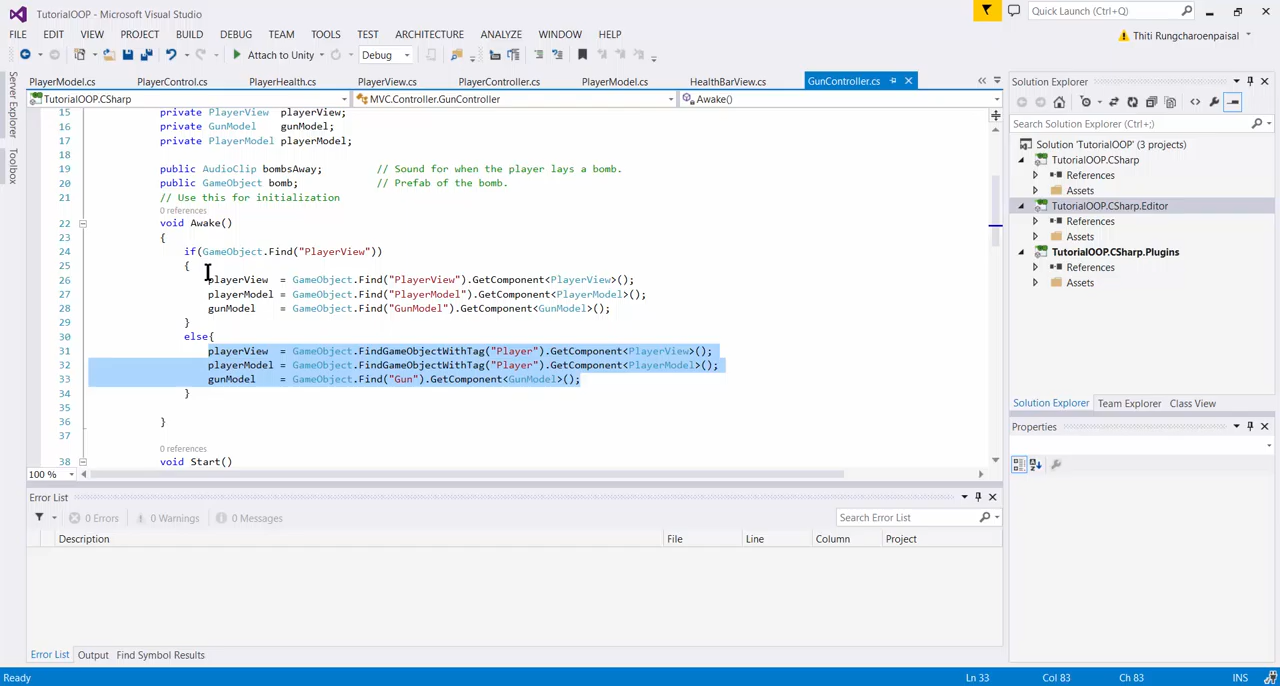 TutorialOOP - Microsoft Visual Studio
Quick Launch (Ctrl+Q)
FILE EDIT VIEW PROJECT BUILD DEBUG TEAM TOOLS TEST ARCHITECTURE ANALYZE WINDOW HELP
Thiti Rungcharoenpaisal
Attach to Unity Debug
Server Explorer
Toolbox
PlayerModel.cs PlayerControl.cs PlayerHealth.cs PlayerView.cs PlayerController.cs PlayerModel.cs HealthBarView.cs GunController.cs
TutorialOOP.CSharp MVC.Controller.GunController Awake()
15 private PlayerView playerView;
16 private GunModel gunModel;
17 private PlayerModel playerModel;
18
19 public AudioClip bombsAway; // Sound for when the player lays a bomb.
20 public GameObject bomb; // Prefab of the bomb.
21 // Use this for initialization
0 references
22 void Awake()
23 {
24 if(GameObject.Find("PlayerView"))
25 {
26 playerView = GameObject.Find("PlayerView").GetComponent<PlayerView>();
27 playerModel = GameObject.Find("PlayerModel").GetComponent<PlayerModel>();
28 gunModel = GameObject.Find("GunModel").GetComponent<GunModel>();
29 }
30 else{
31 playerView = GameObject.FindGameObjectWithTag("Player").GetComponent<PlayerView>();
32 playerModel = GameObject.FindGameObjectWithTag("Player").GetComponent<PlayerModel>();
33 gunModel = GameObject.Find("Gun").GetComponent<GunModel>();
34 }
35
36 }
37
0 references
38 void Start()
100 %
Solution Explorer
Search Solution Explorer (Ctrl+;)
Solution 'TutorialOOP' (3 projects)
TutorialOOP.CSharp
References
Assets
TutorialOOP.CSharp.Editor
References
Assets
TutorialOOP.CSharp.Plugins
References
Assets
Solution Explorer Team Explorer Class View
Properties
Error List
0 Errors 0 Warnings 0 Messages Search Error List
Description File Line Column Project
Error List Output Find Symbol Results
Ready Ln 33 Col 83 Ch 83 INS